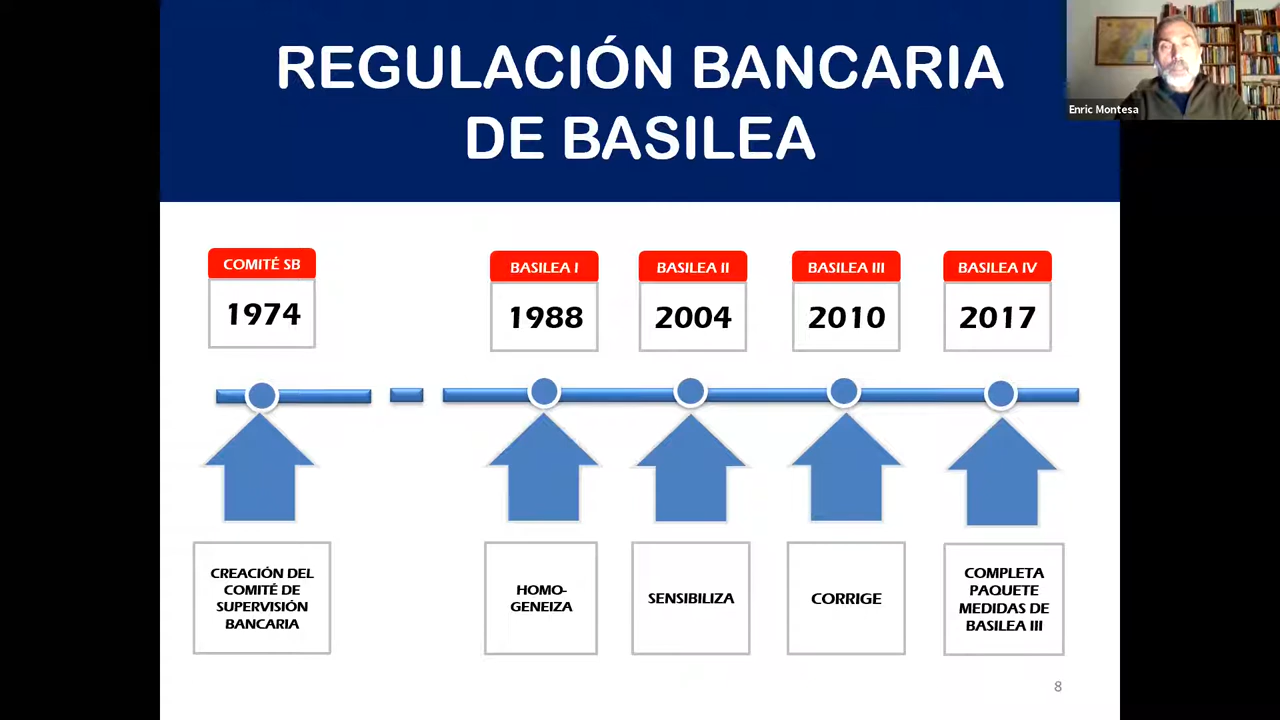 REGULACIÓN BANCARIA
DE BASILEA
Enric Montesa
COMITÉ SB
1974
BASILEA I
1988
BASILEA II
2004
BASILEA III
2010
BASILEA IV
2017
CREACIÓN DEL
COMITÉ DE
SUPERVISIÓN
BANCARIA
HOMO-
GENEIZA
SENSIBILIZA
CORRIGE
COMPLETA
PAQUETE
MEDIDAS DE
BASILEA III
8